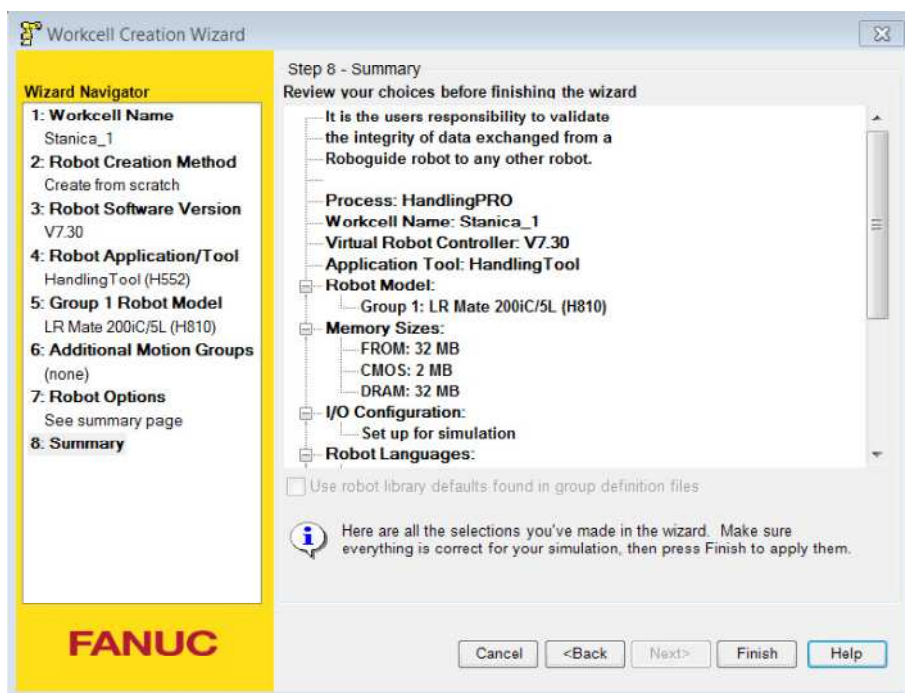 Workcell Creation Wizard
Wizard Navigator
1: Workcell Name
Stanica_1
2: Robot Creation Method
Create from scratch
3: Robot Software Version
V7.30
4: Robot Application/Tool
HandlingTool (H552)
5: Group 1 Robot Model
LR Mate 200iC/5L (H810)
6: Additional Motion Groups
(none)
7: Robot Options
See summary page
8: Summary
FANUC
Step 8 - Summary
Review your choices before finishing the wizard
It is the users responsibility to validate
the integrity of data exchanged from a
Roboguide robot to any other robot.
Process: HandlingPRO
Workcell Name: Stanica_1
Virtual Robot Controller: V7.30
Application Tool: HandlingTool
Robot Model:
Group 1: LR Mate 200iC/5L (H810)
Memory Sizes:
FROM: 32 MB
CMOS: 2 MB
DRAM: 32 MB
I/O Configuration:
Set up for simulation
Robot Languages:
Use robot library defaults found in group definition files
Here are all the selections you've made in the wizard. Make sure
everything is correct for your simulation, then press Finish to apply them.
Cancel <Back Next> Finish Help